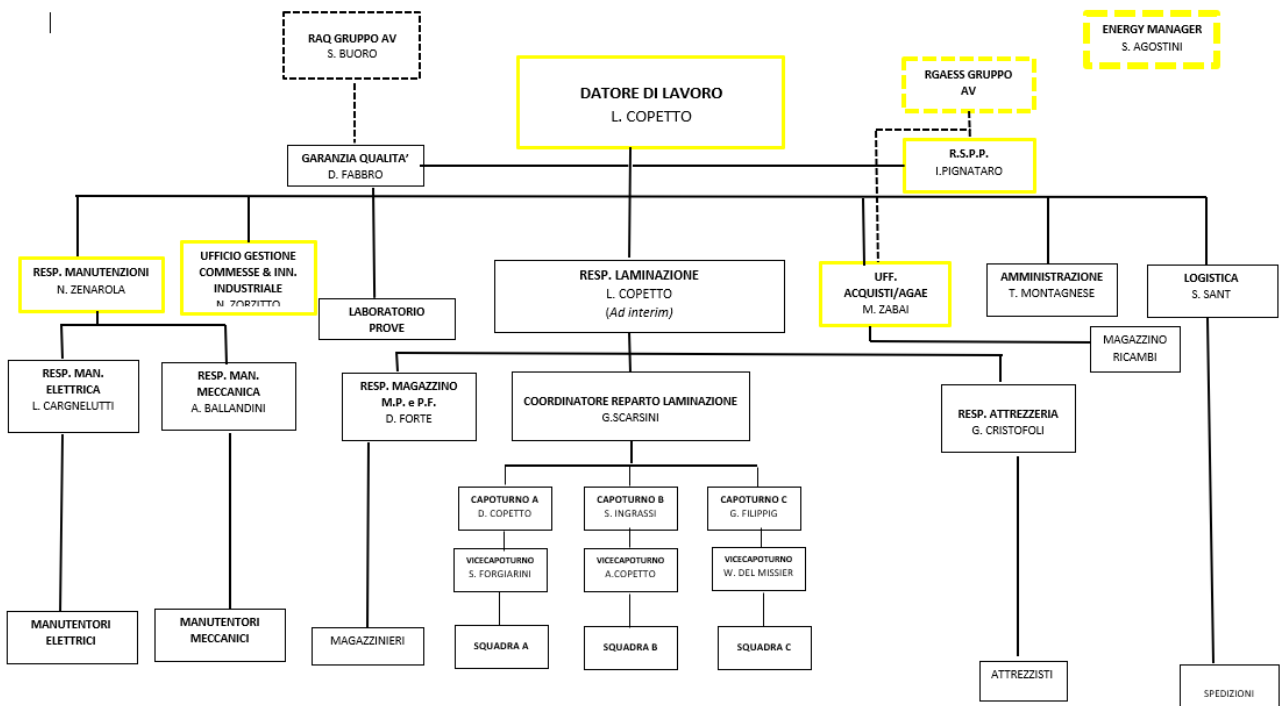 RAQ GRUPPO AV
S. BUORO
ENERGY MANAGER
S. AGOSTINI
DATORE DI LAVORO
L. COPETTO
RGAESS GRUPPO
AV
GARANZIA QUALITA’
D. FABBRO
R.S.P.P.
I.PIGNATARO
RESP. MANUTENZIONI
N. ZENAROLA
UFFICIO GESTIONE
COMMESSE & INN.
INDUSTRIALE
N. ZORZITTO
LABORATORIO
PROVE
RESP. LAMINAZIONE
L. COPETTO
(Ad interim)
UFF.
ACQUISTI/AGAE
M. ZABAI
AMMINISTRAZIONE
T. MONTAGNESE
LOGISTICA
S. SANT
MAGAZZINO
RICAMBI
RESP. MAN.
ELETTRICA
L. CARGNELUTTI
RESP. MAN.
MECCANICA
A. BALLANDINI
RESP. MAGAZZINO
M.P. e P.F.
D. FORTE
COORDINATORE REPARTO LAMINAZIONE
G.SCARSINI
RESP. ATTREZZERIA
G. CRISTOFOLI
CAPOTURNO A
D. COPETTO
CAPOTURNO B
S. INGRASSI
CAPOTURNO C
G. FILIPPIG
VICECAPOTURNO
S. FORGIARINI
VICECAPOTURNO
A.COPETTO
VICECAPOTURNO
W. DEL MISSIER
MANUTENTORI
ELETTRICI
MANUTENTORI
MECCANICI
MAGAZZINIERI
SQUADRA A
SQUADRA B
SQUADRA C
ATTREZZISTI
SPEDIZIONI